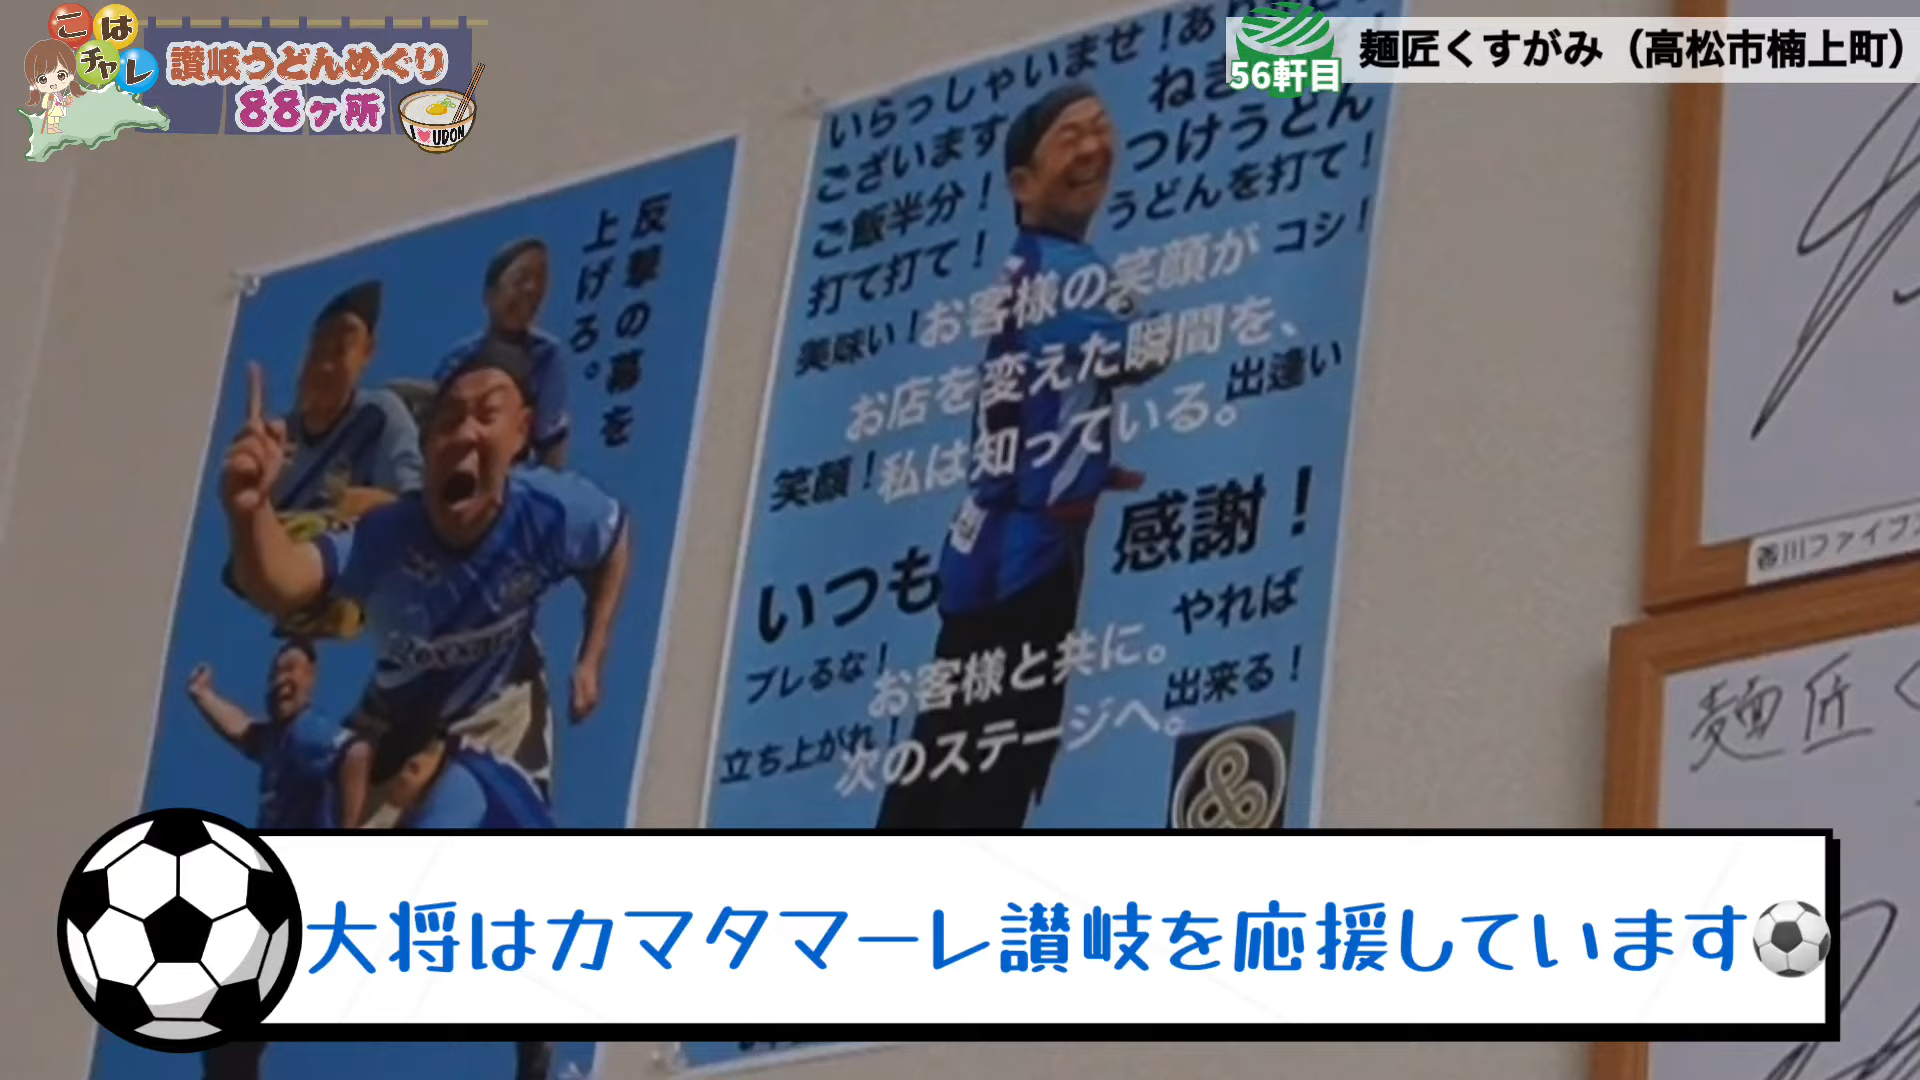 こはチャレ
讃岐うどんめぐり
88ヶ所
I ♥ UDON
56軒目
麺匠くすがみ（高松市楠上町）
反撃の幕を
上げろ。
いらっしゃいませ！
ございます
ご飯半分！
打て打て！
美味い！
つけうどん
うどんを打て！
コシ！
お客様の笑顔が
お店を変えた瞬間を、
私は知っている。
出逢い
笑顔！
いつも
感謝！
ブレるな！
やれば
出来る！
立ち上がれ！
お客様と共に。
次のステージへ。
香川ファイブ
麺匠く
大将はカマタマーレ讃岐を応援しています⚽